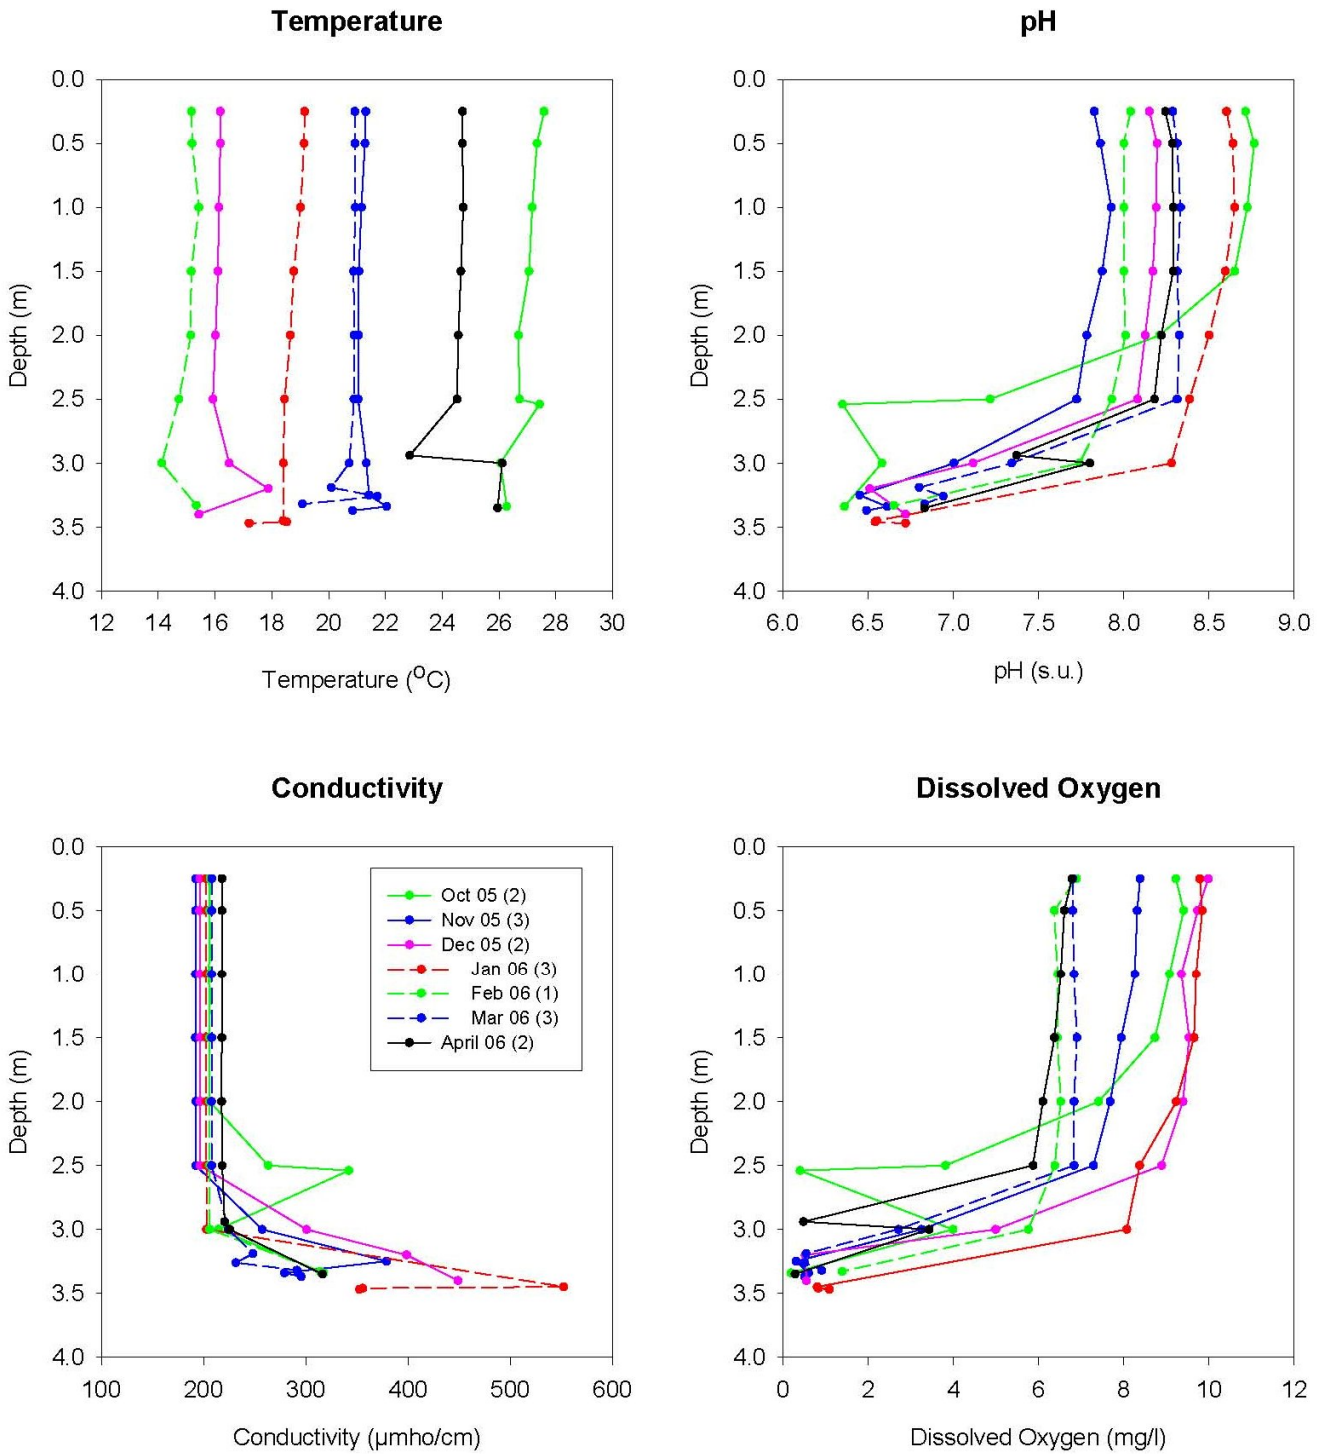 Temperature
0.0
0.5
1.0
1.5
2.0
2.5
3.0
3.5
4.0
Depth (m)
12 14 16 18 20 22 24 26 28 30
Temperature (°C)
pH
0.0
0.5
1.0
1.5
2.0
2.5
3.0
3.5
4.0
Depth (m)
6.0 6.5 7.0 7.5 8.0 8.5 9.0
pH (s.u.)
Conductivity
0.0
0.5
1.0
1.5
2.0
2.5
3.0
3.5
4.0
Depth (m)
Oct 05 (2)
Nov 05 (3)
Dec 05 (2)
Jan 06 (3)
Feb 06 (1)
Mar 06 (3)
April 06 (2)
100 200 300 400 500 600
Conductivity (µmho/cm)
Dissolved Oxygen
0.0
0.5
1.0
1.5
2.0
2.5
3.0
3.5
4.0
Depth (m)
0 2 4 6 8 10 12
Dissolved Oxygen (mg/l)